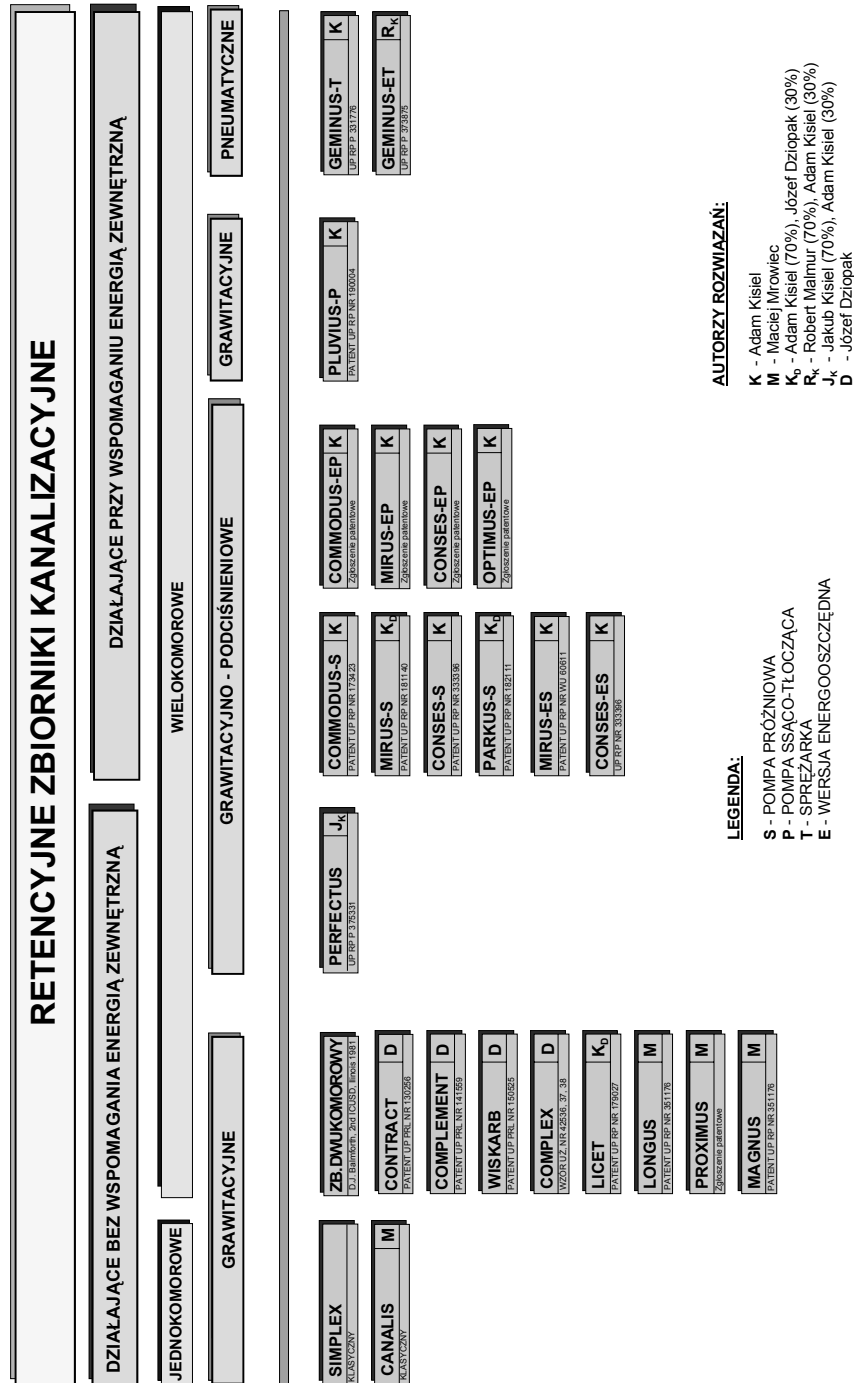 RETENCYJNE ZBIORNIKI KANALIZACYJNE
DZIAŁAJĄCE BEZ WSPOMAGANIA ENERGIĄ ZEWNĘTRZNĄ
DZIAŁAJĄCE PRZY WSPOMAGANIU ENERGIĄ ZEWNĘTRZNĄ
JEDNOKOMOROWE
WIELOKOMOROWE
GRAWITACYJNE
GRAWITACYJNO - PODCIŚNIENIOWE
GRAWITACYJNE
PNEUMATYCZNE
SIMPLEX
KLASYCZNY
CANALIS M
KLASYCZNY
ZB.DWUKOMOROWY
D.J. Balmforth, 2nd ICUSD, Ilinois 1981
CONTRACT D
PATENT UP PRL NR 130256
COMPLEMENT D
PATENT UP PRL NR 141559
WISKARB D
PATENT UP PRL NR 150525
COMPLEX D
WZÓR UŻ. NR 42536, 37, 38
LICET KD
PATENT UP RP NR 179027
LONGUS M
PATENT UP RP NR 351176
PROXIMUS M
Zgłoszenie patentowe
MAGNUS M
PATENT UP RP NR 351176
PERFECTUS JK
UP RP P 375331
COMMODUS-S K
PATENT UP RP NR 173423
MIRUS-S KD
PATENT UP RP NR 181140
CONSES-S K
PATENT UP RP NR 333396
PARKUS-S KD
PATENT UP RP NR 182111
MIRUS-ES K
PATENT UP RP NR WU 60611
CONSES-ES K
UP RP NR 333396
COMMODUS-EP K
Zgłoszenie patentowe
MIRUS-EP K
Zgłoszenie patentowe
CONSES-EP K
Zgłoszenie patentowe
OPTIMUS-EP K
Zgłoszenie patentowe
PLUVIUS-P K
PATENT UP RP NR 190004
GEMINUS-T K
UP RP P 331776
GEMINUS-ET RK
UP RP P 373875
LEGENDA:
S - POMPA PRÓŻNIOWA
P - POMPA SSĄCO-TŁOCZĄCA
T - SPRĘŻARKA
E - WERSJA ENERGOOSZCZĘDNA
AUTORZY ROZWIĄZAŃ:
K - Adam Kisiel
M - Maciej Mrowiec
KD - Adam Kisiel (70%), Józef Dziopak (30%)
RK - Robert Malmur (70%), Adam Kisiel (30%)
JK - Jakub Kisiel (70%), Adam Kisiel (30%)
D - Józef Dziopak